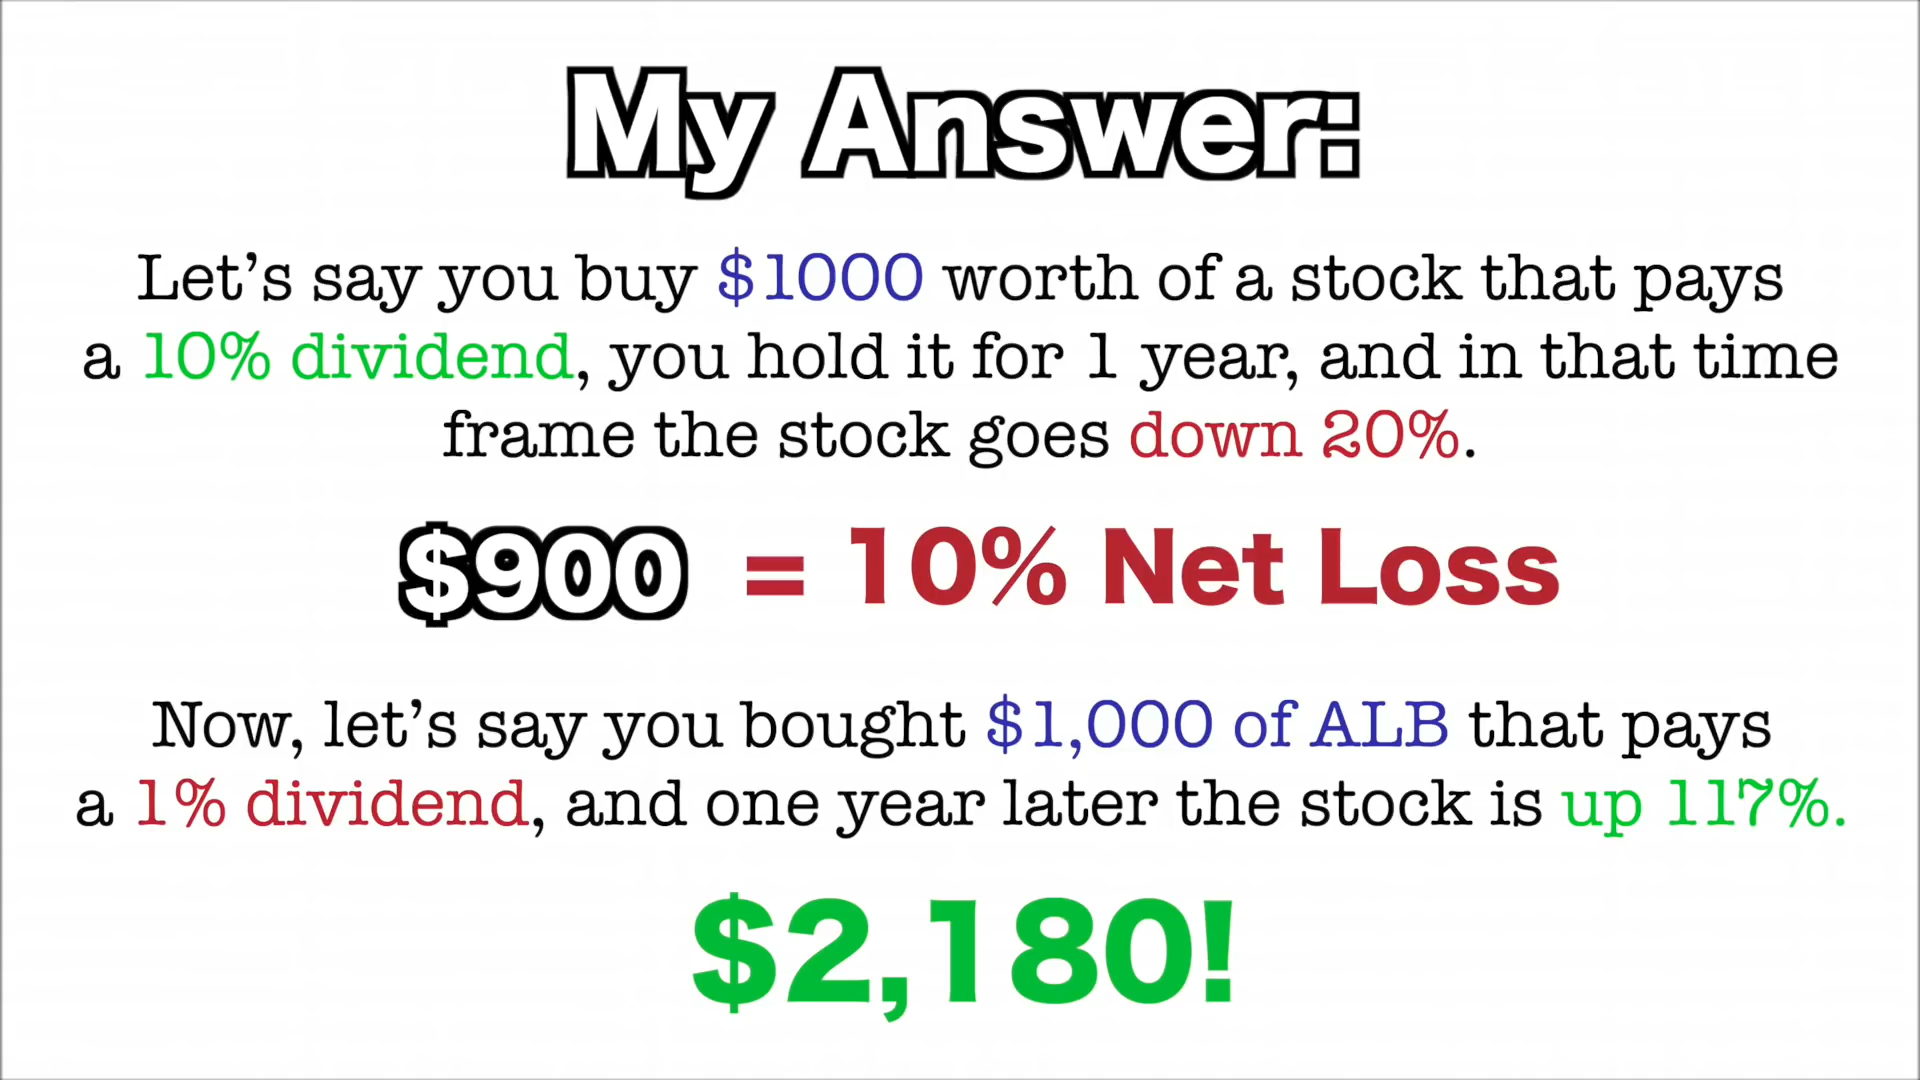 My Answer:
Let’s say you buy $1000 worth of a stock that pays
a 10% dividend, you hold it for 1 year, and in that time
frame the stock goes down 20%.
$900 = 10% Net Loss
Now, let’s say you bought $1,000 of ALB that pays
a 1% dividend, and one year later the stock is up 117%.
$2,180!